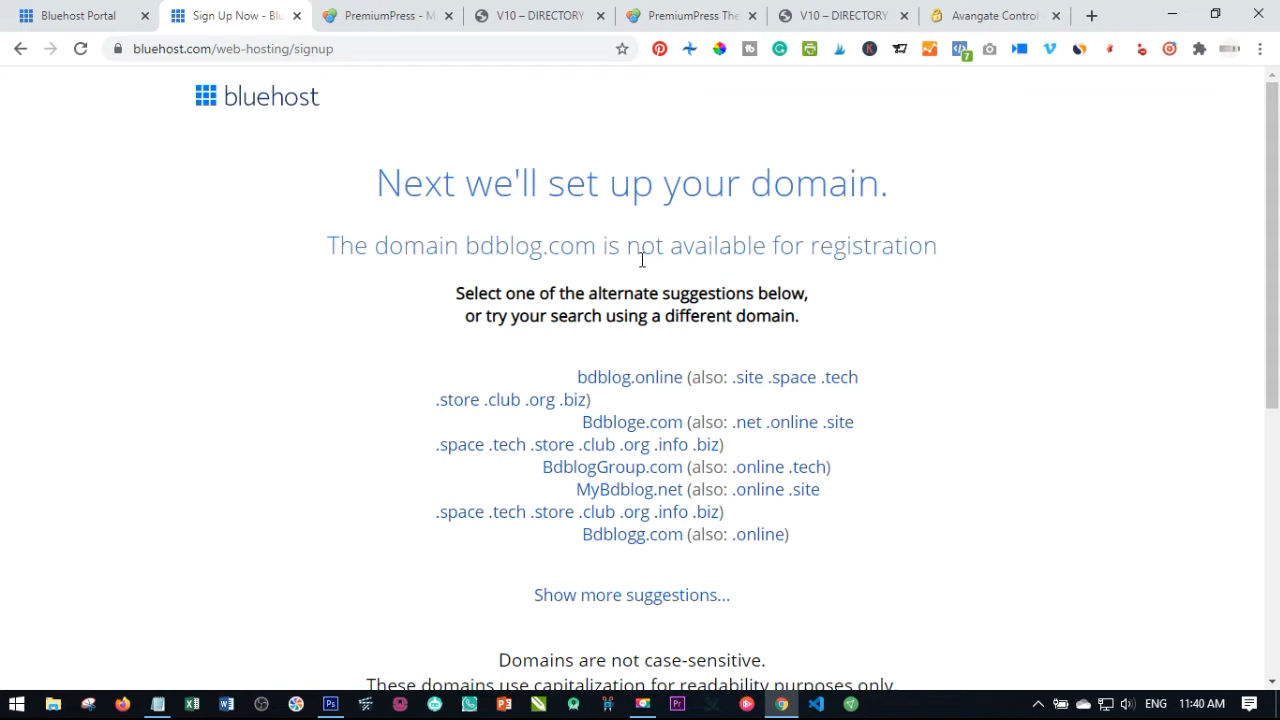 Bluehost Portal
Sign Up Now - Blu
PremiumPress - M
V10 – DIRECTORY
PremiumPress The
V10 – DIRECTORY
Avangate Control
bluehost.com/web-hosting/signup
7
bluehost
Next we'll set up your domain.
The domain bdblog.com is not available for registration
Select one of the alternate suggestions below,
or try your search using a different domain.
bdblog.online (also: .site .space .tech
.store .club .org .biz)
Bdbloge.com (also: .net .online .site
.space .tech .store .club .org .info .biz)
BdblogGroup.com (also: .online .tech)
MyBdblog.net (also: .online .site
.space .tech .store .club .org .info .biz)
Bdblogg.com (also: .online)
Show more suggestions...
Domains are not case-sensitive.
These domains use capitalization for readability purposes only.
ENG
11:40 AM